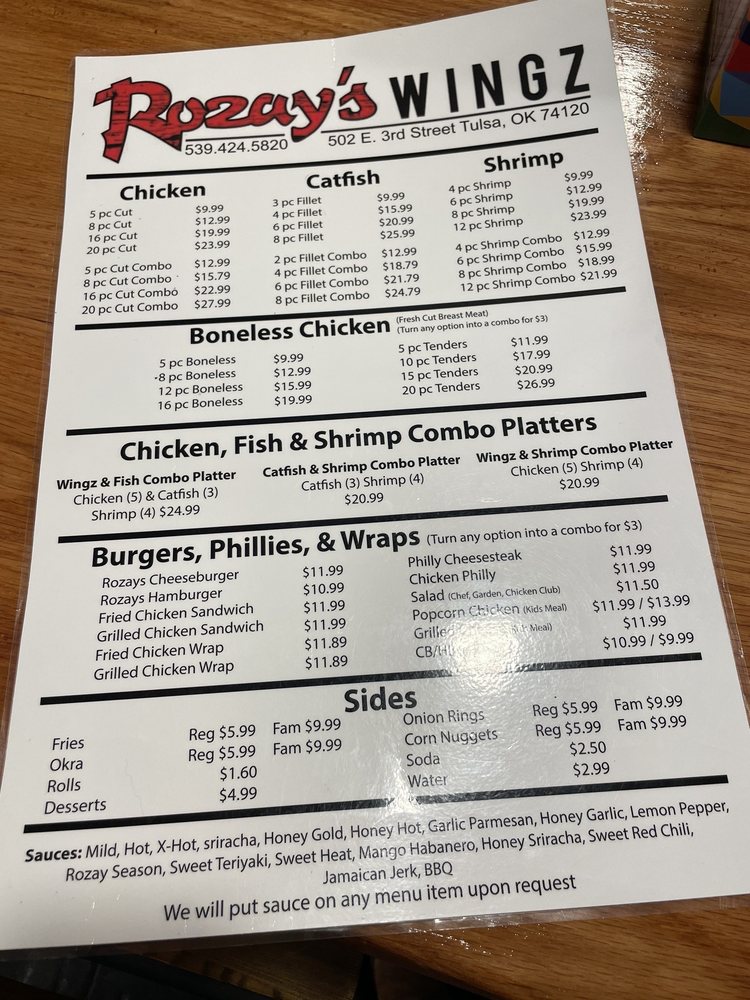 Rozay's WINGZ
539.424.5820 502 E. 3rd Street Tulsa, OK 74120
Chicken
5 pc Cut $9.99
8 pc Cut $12.99
16 pc Cut $19.99
20 pc Cut $23.99
5 pc Cut Combo $12.99
8 pc Cut Combo $15.79
16 pc Cut Combo $22.99
20 pc Cut Combo $27.99
Catfish
3 pc Fillet $9.99
4 pc Fillet $15.99
6 pc Fillet $20.99
8 pc Fillet $25.99
2 pc Fillet Combo $12.99
4 pc Fillet Combo $18.79
6 pc Fillet Combo $21.79
8 pc Fillet Combo $24.79
Shrimp
4 pc Shrimp $9.99
6 pc Shrimp $12.99
8 pc Shrimp $19.99
12 pc Shrimp $23.99
4 pc Shrimp Combo $12.99
6 pc Shrimp Combo $15.99
8 pc Shrimp Combo $18.99
12 pc Shrimp Combo $21.99
Boneless Chicken (Fresh Cut Breast Meat)
(Turn any option into a combo for $3)
5 pc Boneless $9.99
-8 pc Boneless $12.99
12 pc Boneless $15.99
16 pc Boneless $19.99
5 pc Tenders $11.99
10 pc Tenders $17.99
15 pc Tenders $20.99
20 pc Tenders $26.99
Chicken, Fish & Shrimp Combo Platters
Wingz & Fish Combo Platter
Chicken (5) & Catfish (3)
Shrimp (4) $24.99
Catfish & Shrimp Combo Platter
Catfish (3) Shrimp (4)
$20.99
Wingz & Shrimp Combo Platter
Chicken (5) Shrimp (4)
$20.99
Burgers, Phillies, & Wraps (Turn any option into a combo for $3)
Rozays Cheeseburger $11.99
Rozays Hamburger $10.99
Fried Chicken Sandwich $11.99
Grilled Chicken Sandwich $11.99
Fried Chicken Wrap $11.89
Grilled Chicken Wrap $11.89
Philly Cheesesteak $11.99
Chicken Philly $11.99
Salad (Chef, Garden, Chicken Club) $11.50
Popcorn Chicken (Kids Meal) $11.99 / $13.99
Grilled Meal) $11.99
$10.99 / $9.99
Sides
Fries Reg $5.99 Fam $9.99
Okra Reg $5.99 Fam $9.99
Rolls $1.60
Desserts $4.99
Onion Rings Reg $5.99 Fam $9.99
Corn Nuggets Reg $5.99 Fam $9.99
Soda $2.50
Water $2.99
Sauces: Mild, Hot, X-Hot, sriracha, Honey Gold, Honey Hot, Garlic Parmesan, Honey Garlic, Lemon Pepper,
Rozay Season, Sweet Teriyaki, Sweet Heat, Mango Habanero, Honey Sriracha, Sweet Red Chili,
Jamaican Jerk, BBQ
We will put sauce on any menu item upon request